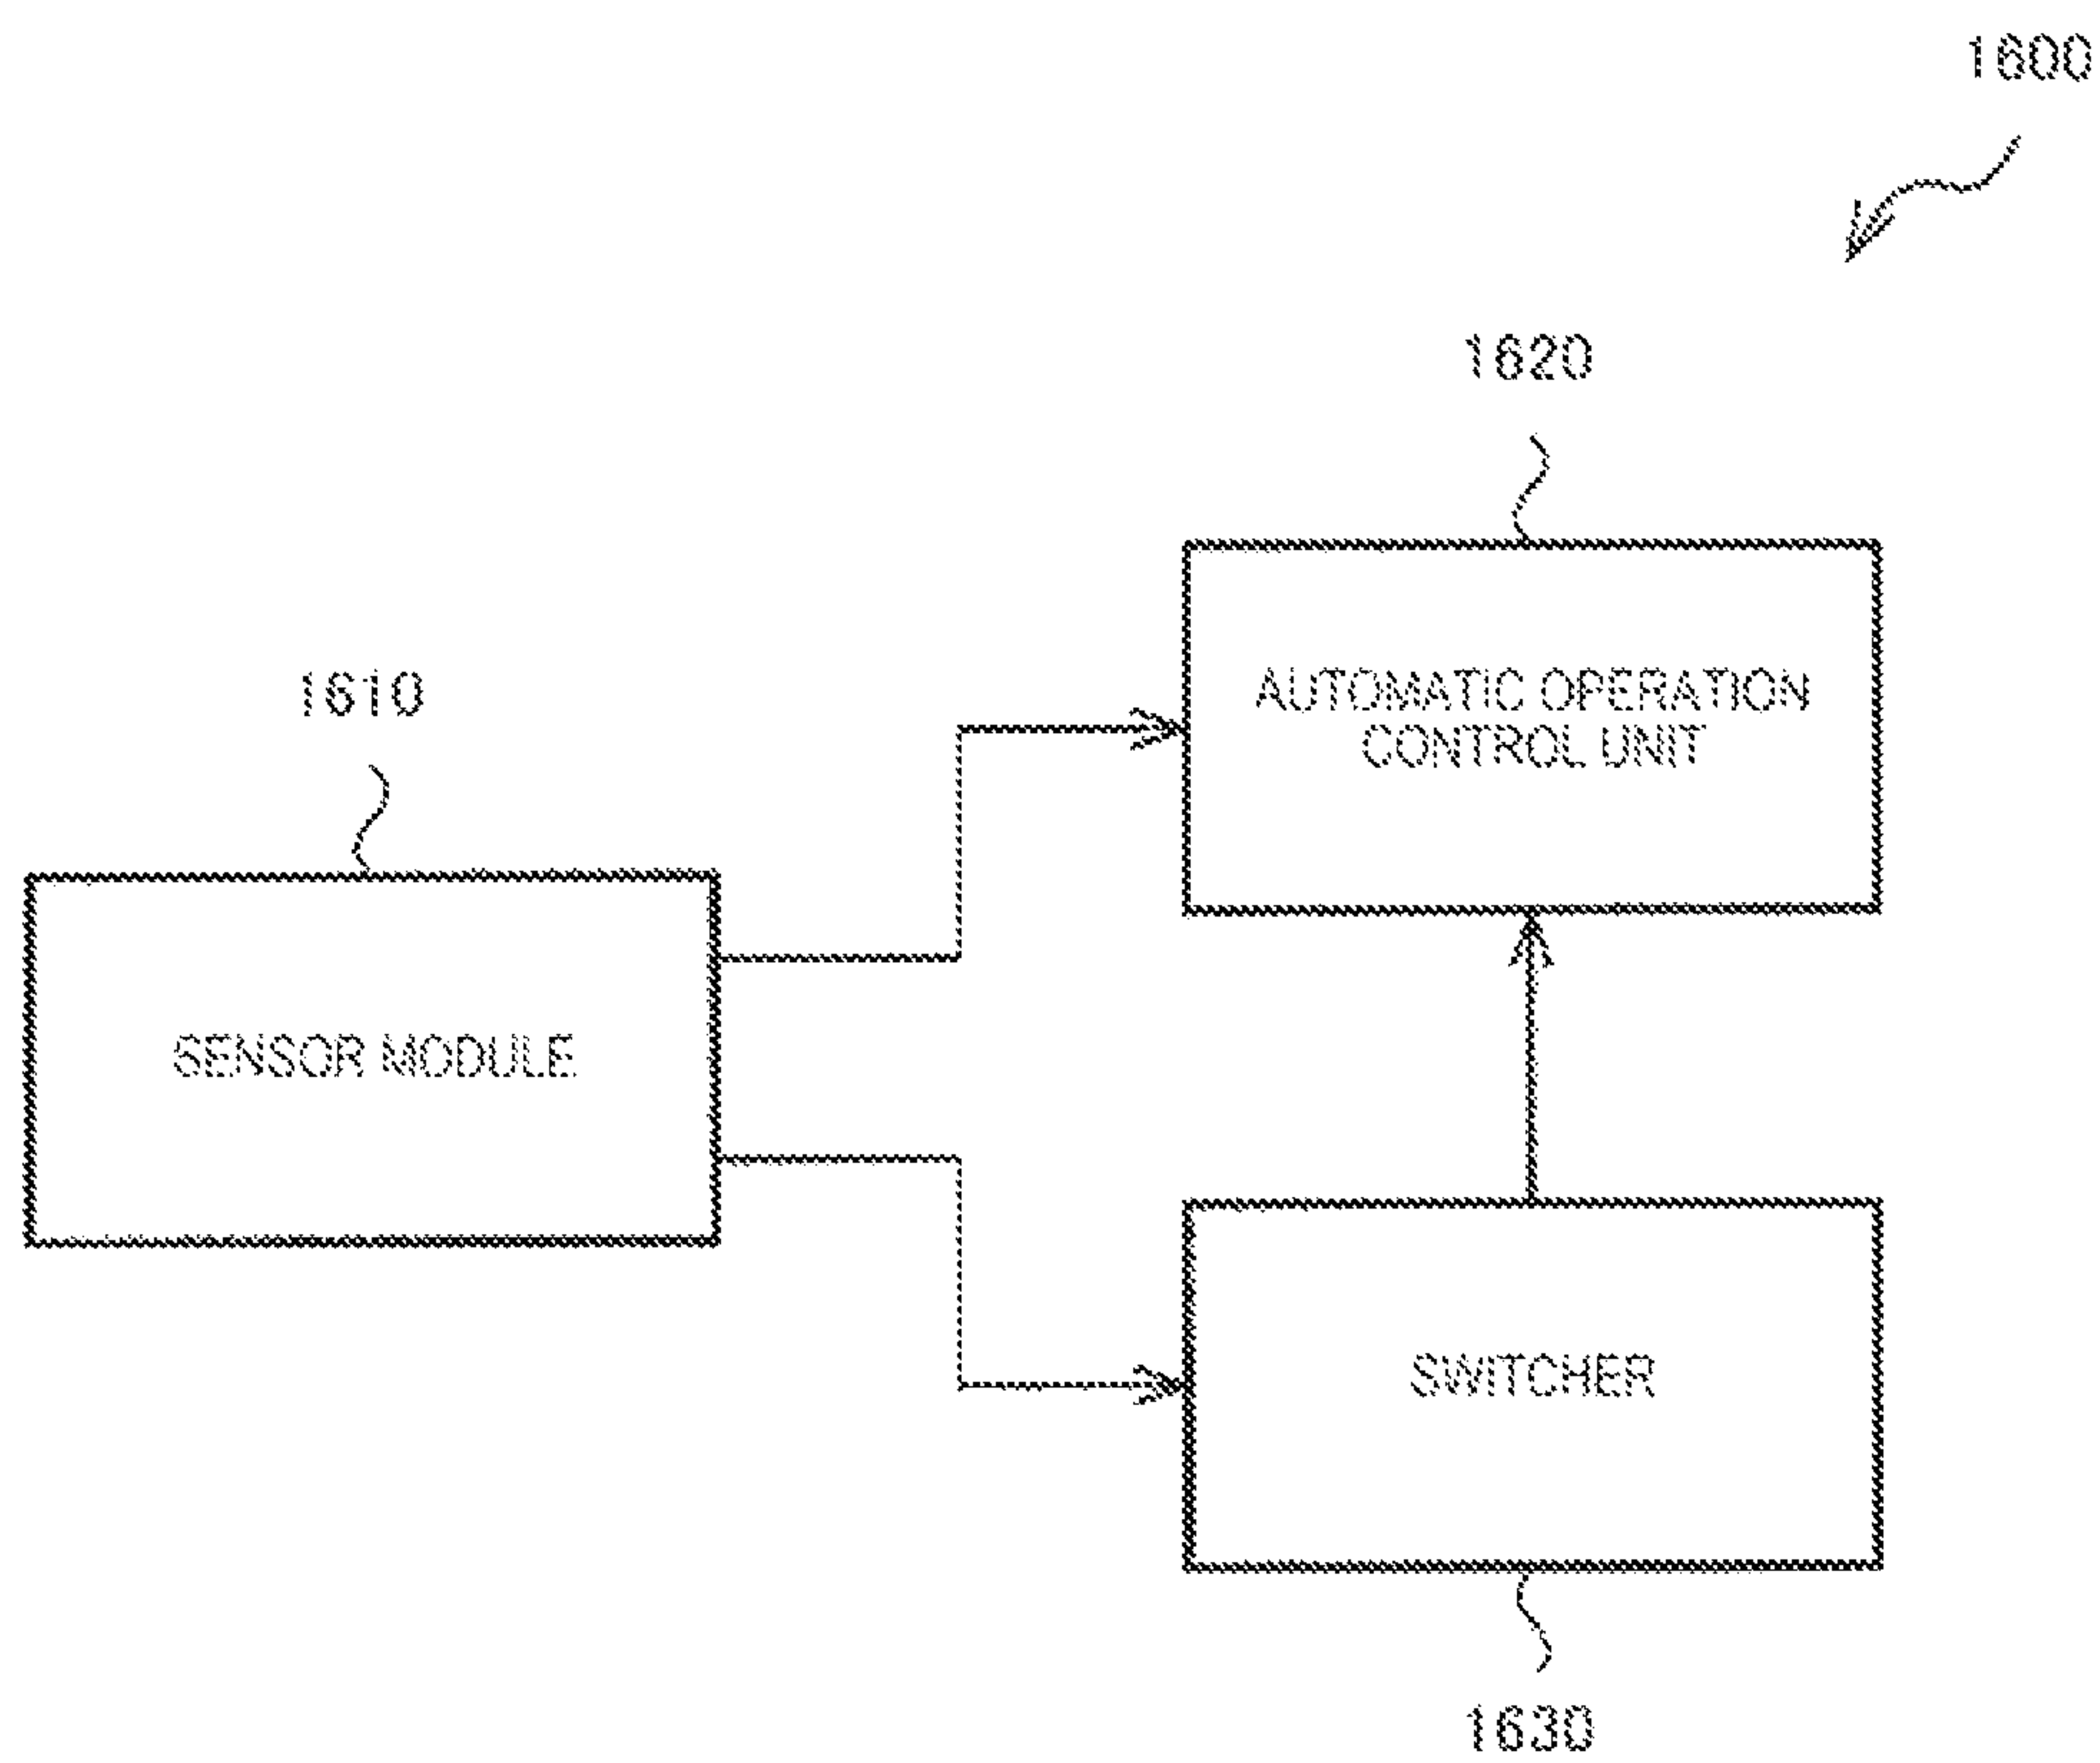 1600
1620
AUTOMATIC OPERATION
CONTROL UNIT
1610
SENSOR MODULE
SWITCHER
1630